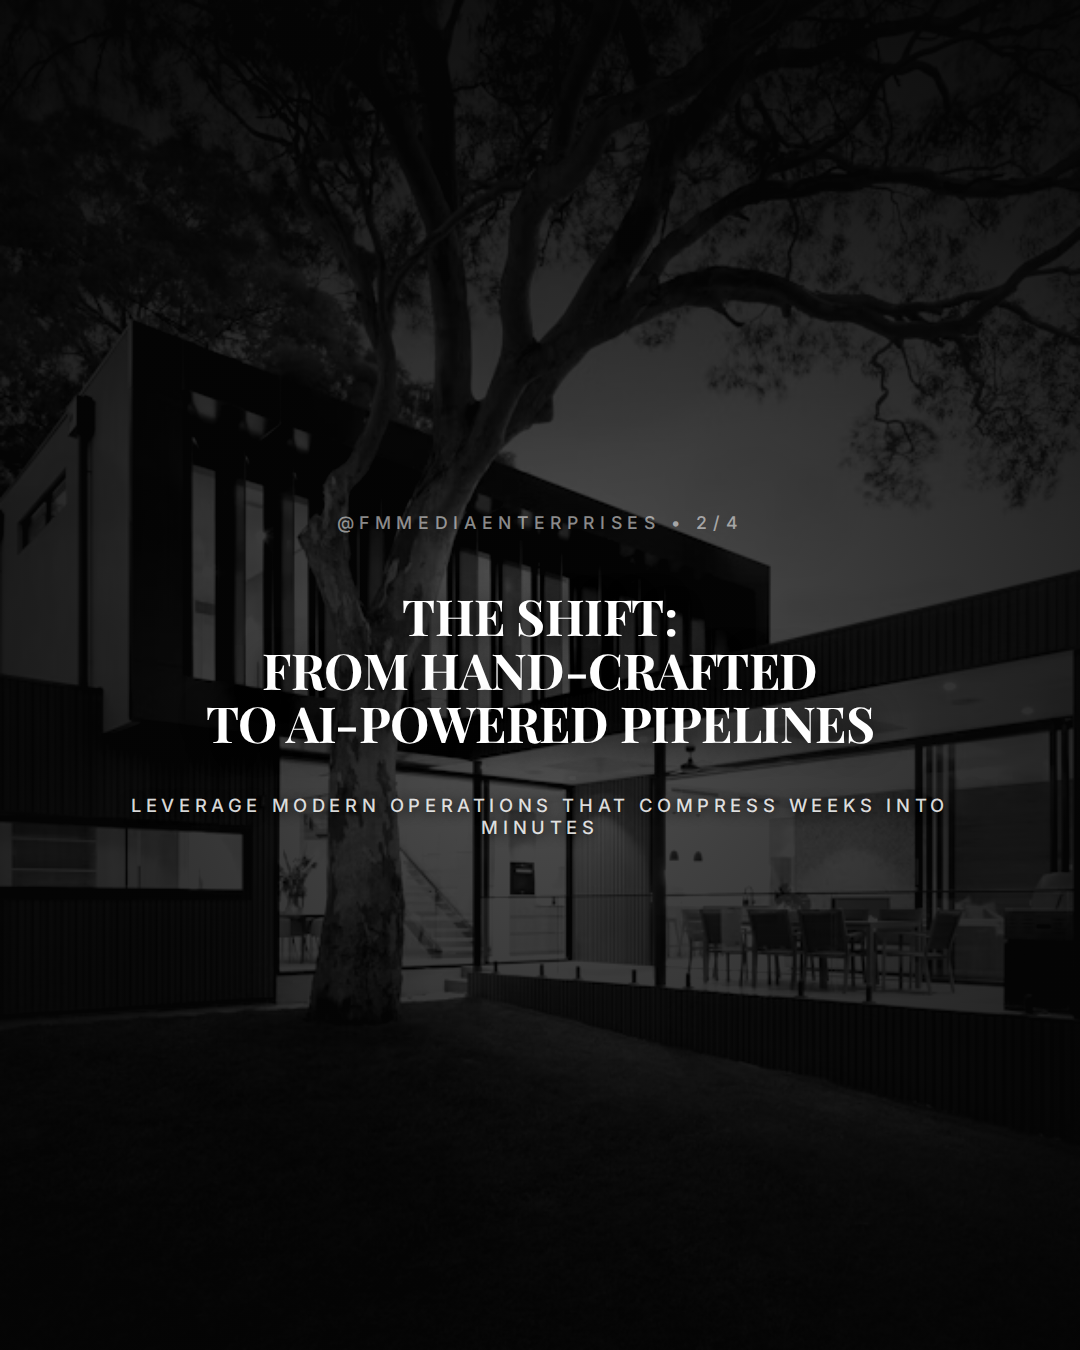 @FMMEDIAENTERPRISES • 2/4
THE SHIFT:
FROM HAND-CRAFTED
TO AI-POWERED PIPELINES
LEVERAGE MODERN OPERATIONS THAT COMPRESS WEEKS INTO
MINUTES